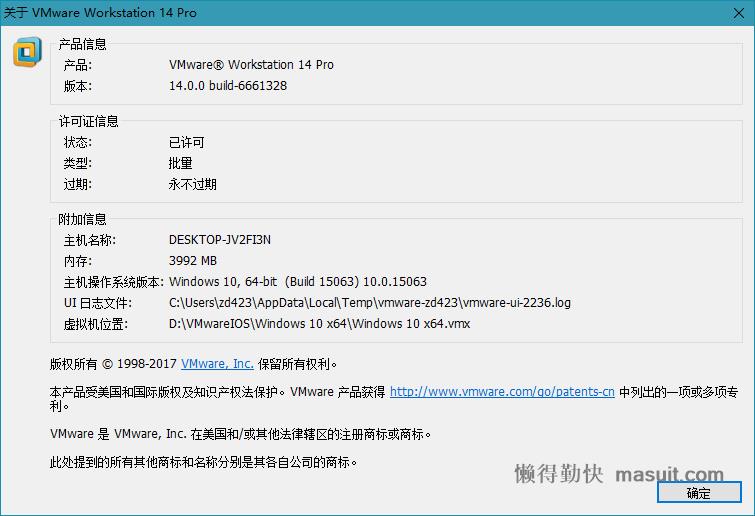 关于 VMware Workstation 14 Pro
产品信息
产品: VMware® Workstation 14 Pro
版本: 14.0.0 build-6661328
许可证信息
状态: 已许可
类型: 批量
过期: 永不过期
附加信息
主机名称: DESKTOP-JV2FI3N
内存: 3992 MB
主机操作系统版本: Windows 10, 64-bit (Build 15063) 10.0.15063
UI 日志文件: C:\Users\zd423\AppData\Local\Temp\vmware-zd423\vmware-ui-2236.log
虚拟机位置: D:\VMwareIOS\Windows 10 x64\Windows 10 x64.vmx
版权所有 © 1998-2017 VMware, Inc. 保留所有权利。
本产品受美国和国际版权及知识产权法保护。VMware 产品获得 http://www.vmware.com/go/patents-cn 中列出的一项或多项专
利。
VMware 是 VMware, Inc. 在美国和/或其他法律辖区的注册商标或商标。
此处提到的所有其他商标和名称分别是其各自公司的商标。
懒得勤快 masuit.com
确定